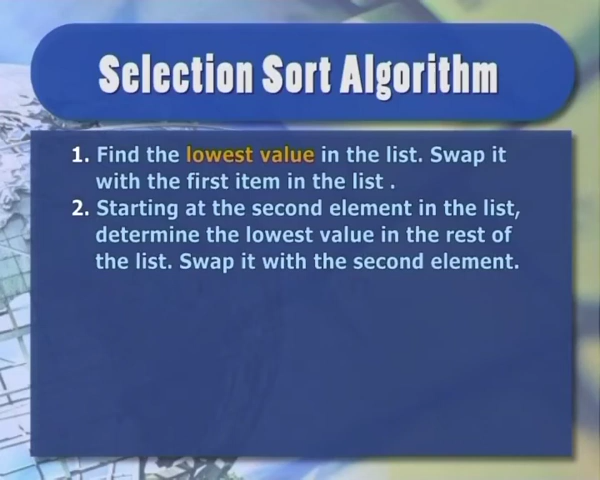 Selection Sort Algorithm
1. Find the lowest value in the list. Swap it
with the first item in the list .
2. Starting at the second element in the list,
determine the lowest value in the rest of
the list. Swap it with the second element.